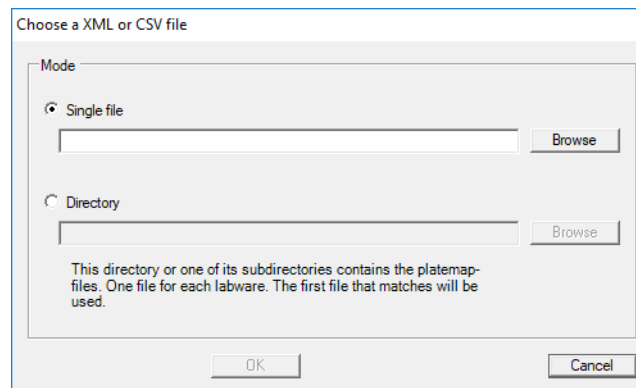 Choose a XML or CSV file
Mode
Single file
Browse
Directory
Browse
This directory or one of its subdirectories contains the platemap-
files. One file for each labware. The first file that matches will be
used.
OK
Cancel